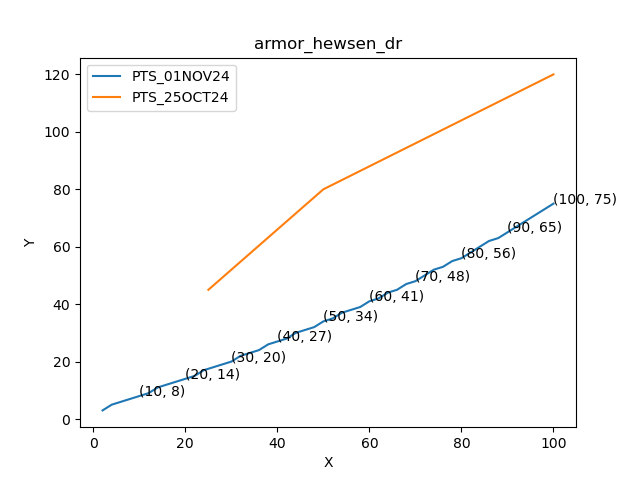 armor_hewsen_dr
PTS_01NOV24
PTS_25OCT24
120
100
80
60
40
20
0
Y
(100, 75)
(90, 65)
(80, 56)
(70, 48)
(60, 41)
(50, 34)
(40, 27)
(30, 20)
(20, 14)
(10, 8)
0 20 40 60 80 100
X